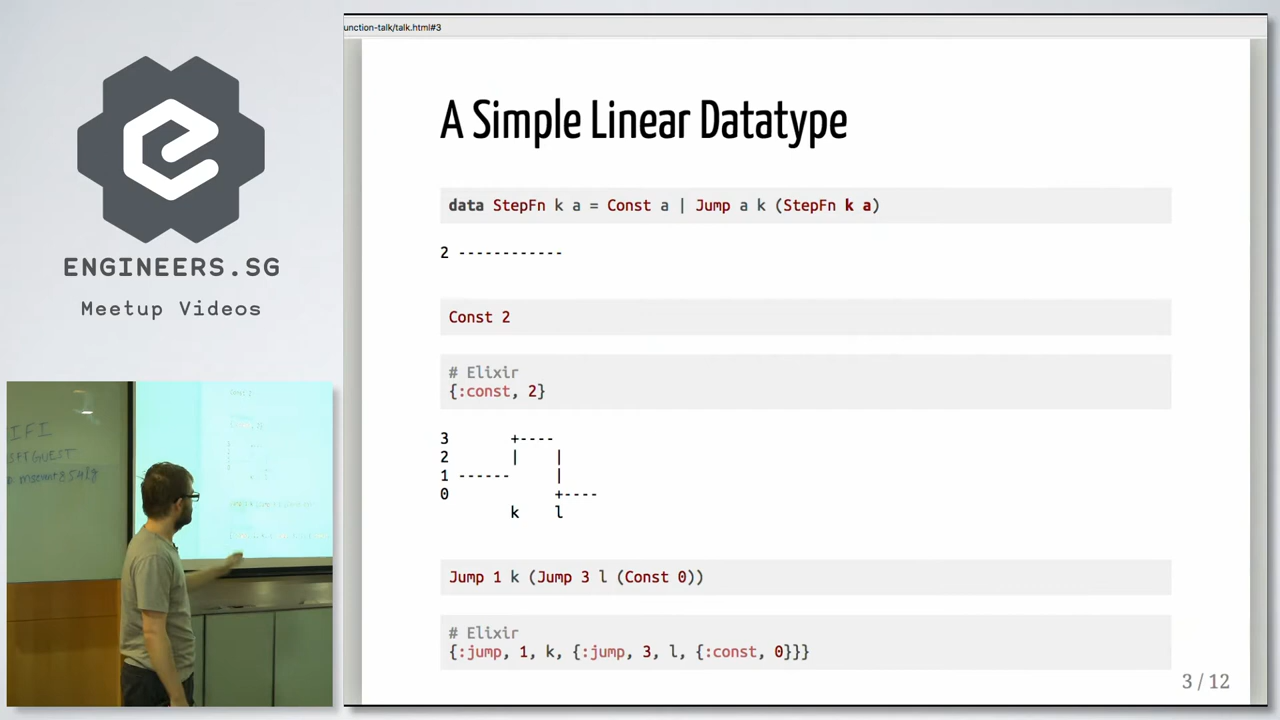 unction-talk/talk.html#3
A Simple Linear Datatype
data StepFn k a = Const a | Jump a k (StepFn k a)
2 ------------
Const 2
# Elixir
{:const, 2}
3       +----
2       |    |
1 ------     |
0            +----
k    l
Jump 1 k (Jump 3 l (Const 0))
# Elixir
{:jump, 1, k, {:jump, 3, l, {:const, 0}}}
3 / 12
ENGINEERS.SG
Meetup Videos
IFI
GUEST